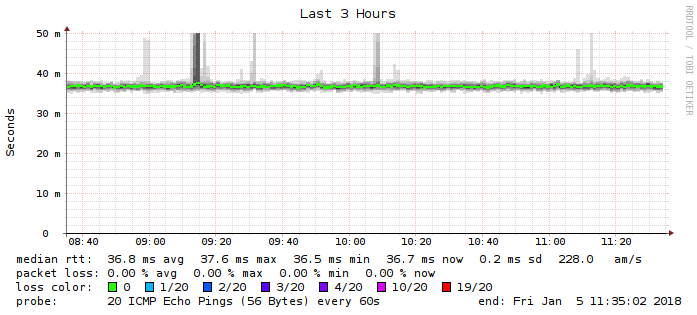 Last 3 Hours
RRDTOOL / TOBI OETIKER
Seconds
50 m
40 m
30 m
20 m
10 m
0
08:40 09:00 09:20 09:40 10:00 10:20 10:40 11:00 11:20
median rtt: 36.8 ms avg 37.6 ms max 36.5 ms min 36.7 ms now 0.2 ms sd 228.0 am/s
packet loss: 0.00 % avg 0.00 % max 0.00 % min 0.00 % now
loss color: 0 1/20 2/20 3/20 4/20 10/20 19/20
probe: 20 ICMP Echo Pings (56 Bytes) every 60s end: Fri Jan 5 11:35:02 2018